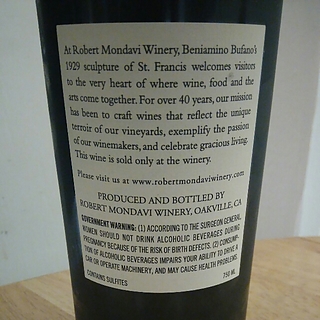 At Robert Mondavi Winery, Beniamino Bufano's
1929 sculpture of St. Francis welcomes visitors
to the very heart of where wine, food and the
arts come together. For over 40 years, our mission
has been to craft wines that reflect the unique
terroir of our vineyards, exemplify the passion
of our winemakers, and celebrate gracious living.
This wine is sold only at the winery.
Please visit us at www.robertmondaviwinery.com
PRODUCED AND BOTTLED BY
ROBERT MONDAVI WINERY, OAKVILLE, CA
GOVERNMENT WARNING: (1) ACCORDING TO THE SURGEON GENERAL,
WOMEN SHOULD NOT DRINK ALCOHOLIC BEVERAGES DURING
PREGNANCY BECAUSE OF THE RISK OF BIRTH DEFECTS. (2) CONSUMP-
TION OF ALCOHOLIC BEVERAGES IMPAIRS YOUR ABILITY TO DRIVE A
CAR OR OPERATE MACHINERY, AND MAY CAUSE HEALTH PROBLEMS.
CONTAINS SULFITES 750 ML